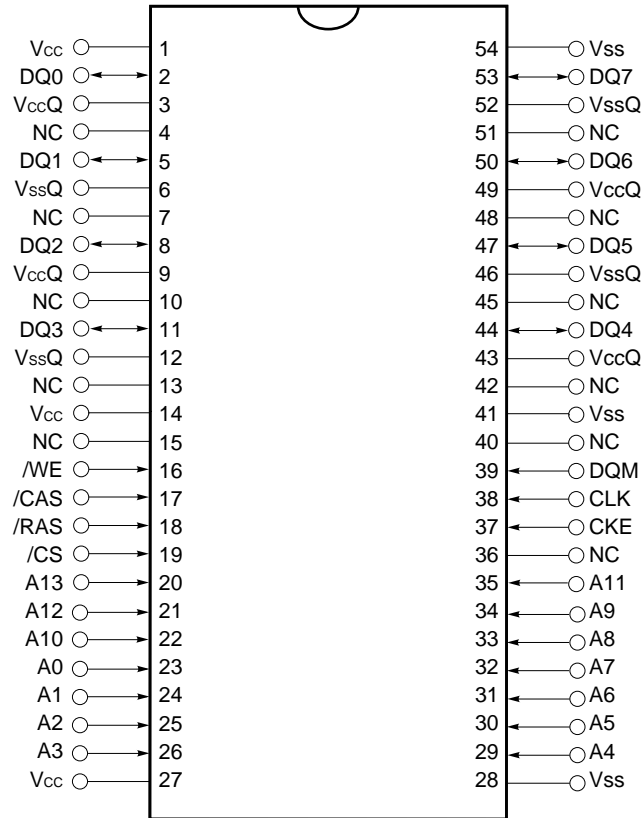 Vcc 1 54 Vss
DQ0 2 53 DQ7
VccQ 3 52 VssQ
NC 4 51 NC
DQ1 5 50 DQ6
VssQ 6 49 VccQ
NC 7 48 NC
DQ2 8 47 DQ5
VccQ 9 46 VssQ
NC 10 45 NC
DQ3 11 44 DQ4
VssQ 12 43 VccQ
NC 13 42 NC
Vcc 14 41 Vss
NC 15 40 NC
/WE 16 39 DQM
/CAS 17 38 CLK
/RAS 18 37 CKE
/CS 19 36 NC
A13 20 35 A11
A12 21 34 A9
A10 22 33 A8
A0 23 32 A7
A1 24 31 A6
A2 25 30 A5
A3 26 29 A4
Vcc 27 28 Vss